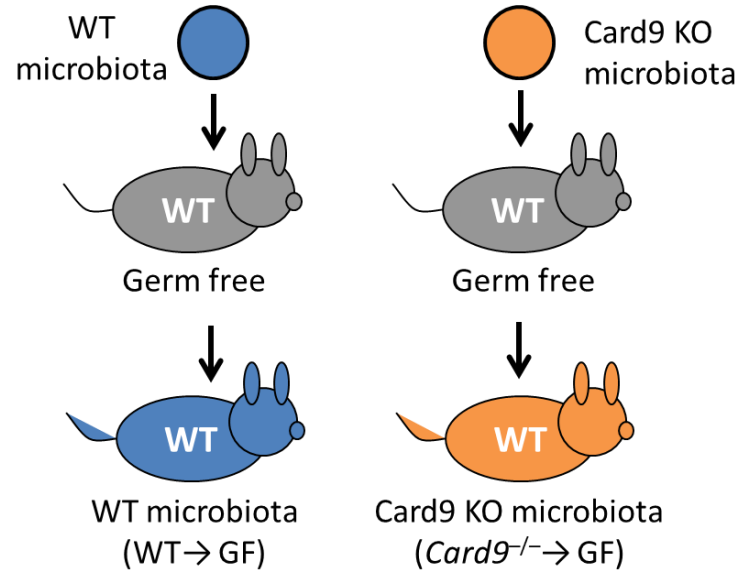 WT
microbiota
Card9 KO
microbiota
WT
WT
Germ free
Germ free
WT
WT
WT microbiota
(WT→ GF)
Card9 KO microbiota
(Card9⁻/⁻→ GF)